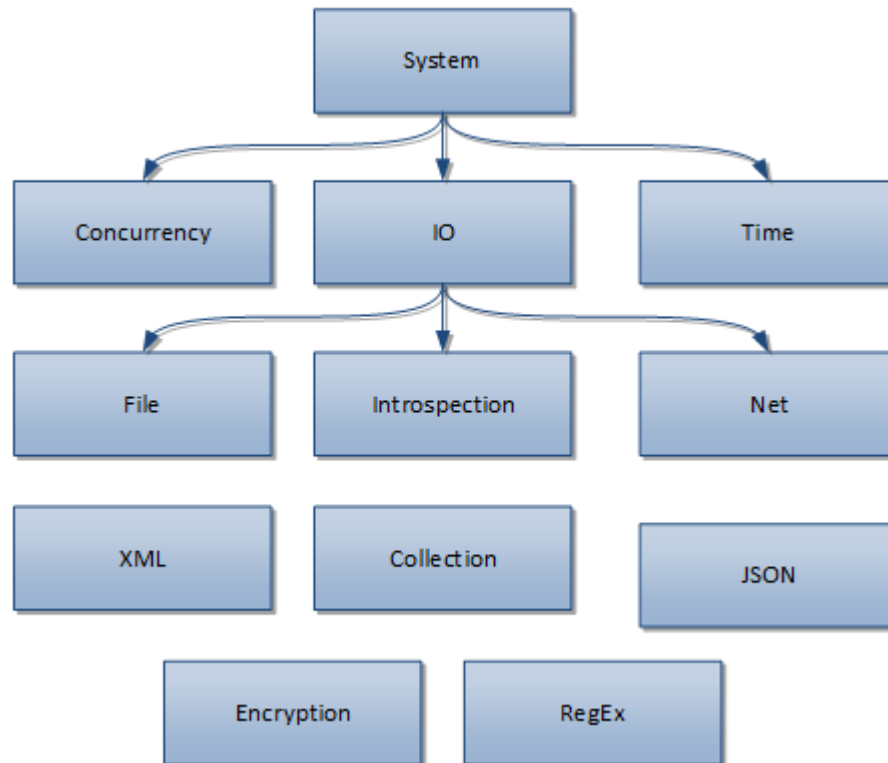 System
Concurrency
IO
Time
File
Introspection
Net
XML
Collection
JSON
Encryption
RegEx